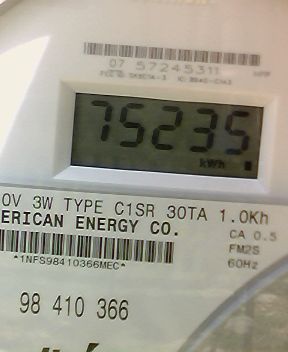 07 57245311
75235
kWh
0V 3W TYPE C1SR 30TA 1.0Kh
ERICAN ENERGY CO.
CA 0.5
FM2S
60Hz
*1NFS98410366MEC*
98 410 366